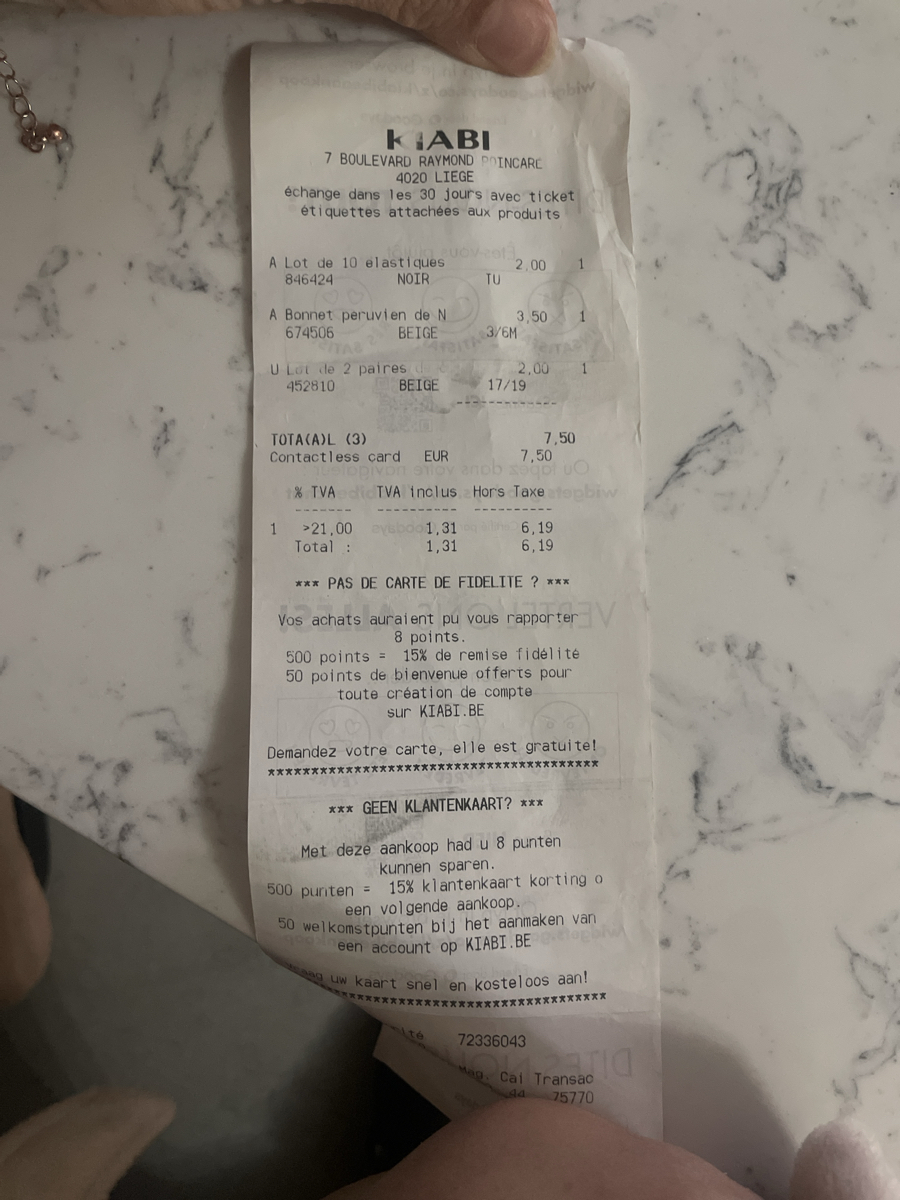 KIABI
7 BOULEVARD RAYMOND POINCARE
4020 LIEGE
échange dans les 30 jours avec ticket
étiquettes attachées aux produits
A Lot de 10 elastiques 2,00 1
846424 NOIR TU
A Bonnet peruvien de N 3,50 1
674506 BEIGE 3/6M
U Lot de 2 paires 2,00 1
452810 BEIGE 17/19
------------
TOTA(A)L (3) 7,50
Contactless card EUR 7,50
% TVA TVA inclus Hors Taxe
------- ---------- ----------
1 >21,00 1,31 6,19
Total : 1,31 6,19
*** PAS DE CARTE DE FIDELITE ? ***
Vos achats auraient pu vous rapporter
8 points.
500 points = 15% de remise fidélité
50 points de bienvenue offerts pour
toute création de compte
sur KIABI.BE
Demandez votre carte, elle est gratuite!
****************************************
*** GEEN KLANTENKAART? ***
Met deze aankoop had u 8 punten
kunnen sparen.
500 punten = 15% klantenkaart korting o
een volgende aankoop.
50 welkomstpunten bij het aanmaken van
een account op KIABI.BE
uw kaart snel en kosteloos aan!
****************************************
72336043
Mag. Cai Transac
75770